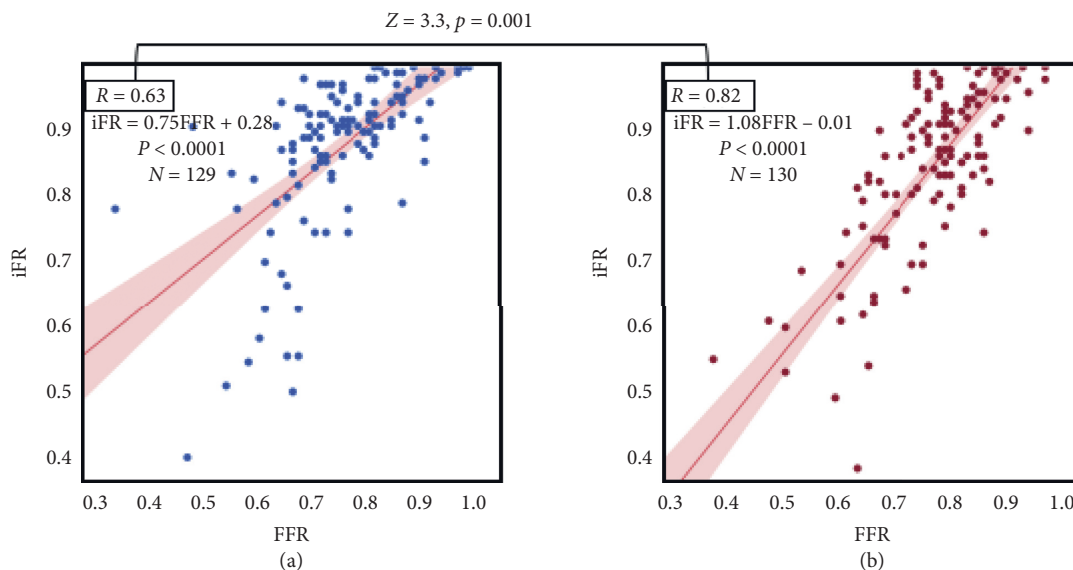 Z = 3.3, p = 0.001
R = 0.63
iFR = 0.75FFR + 0.28
P < 0.0001
N = 129
0.9
0.8
0.7
0.6
0.5
0.4
iFR
0.3 0.4 0.5 0.6 0.7 0.8 0.9 1.0
FFR
(a)
R = 0.82
iFR = 1.08FFR – 0.01
P < 0.0001
N = 130
0.9
0.8
0.7
0.6
0.5
0.4
iFR
0.3 0.4 0.5 0.6 0.7 0.8 0.9 1.0
FFR
(b)